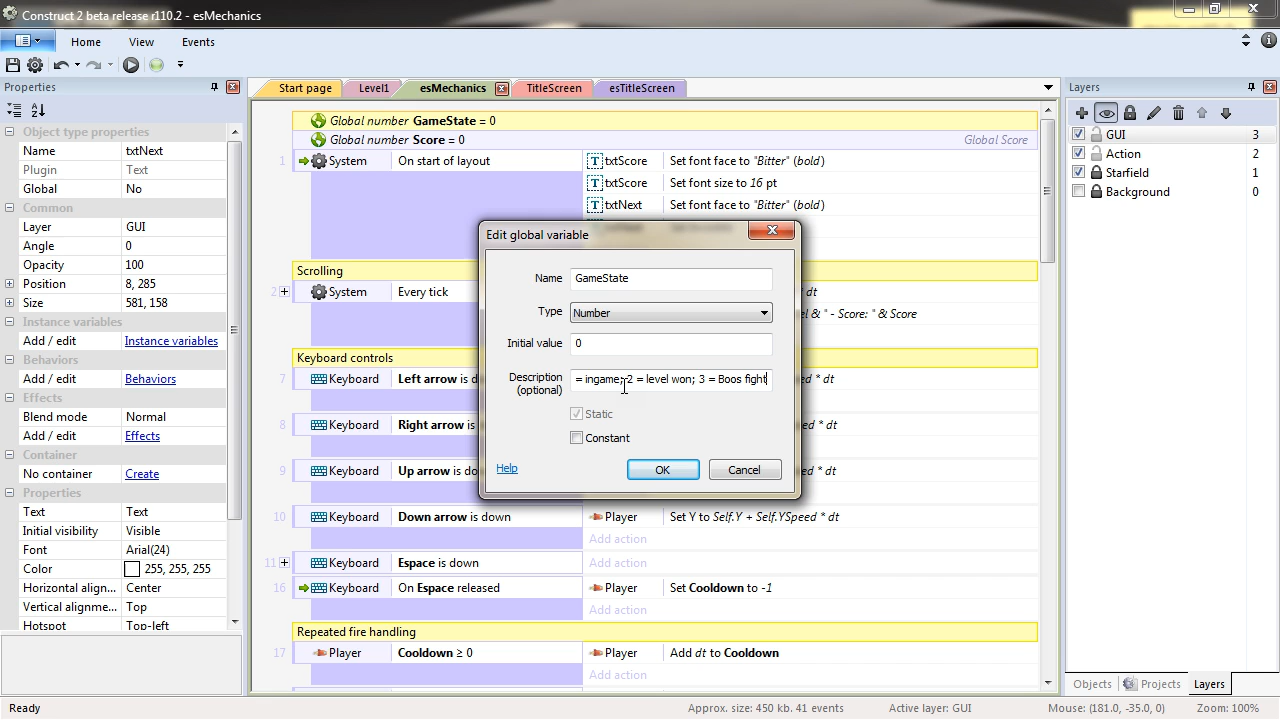 Construct 2 beta release r110.2 - esMechanics
Home View Events
Properties
Object type properties
Name txtNext
Plugin Text
Global No
Common
Layer GUI
Angle 0
Opacity 100
Position 8, 285
Size 581, 158
Instance variables
Add / edit Instance variables
Behaviors
Add / edit Behaviors
Effects
Blend mode Normal
Add / edit Effects
Container
No container Create
Properties
Text Text
Initial visibility Visible
Font Arial(24)
Color 255, 255, 255
Horizontal align... Center
Vertical alignme... Top
Hotspot Top-left
Start page Level1 esMechanics TitleScreen esTitleScreen
Global number GameState = 0
Global number Score = 0 Global Score
1 System On start of layout txtScore Set font face to "Bitter" (bold)
txtScore Set font size to 16 pt
txtNext Set font face to "Bitter" (bold)
Scrolling
2 System Every tick dt
el & " - Score: " & Score
Keyboard controls
7 Keyboard Left arrow is d * dt
8 Keyboard Right arrow is d * dt
9 Keyboard Up arrow is do d * dt
10 Keyboard Down arrow is down Player Set Y to Self.Y + Self.YSpeed * dt
Add action
11 Keyboard Espace is down
16 Keyboard On Espace released Player Set Cooldown to -1
Add action
Repeated fire handling
17 Player Cooldown ≥ 0 Player Add dt to Cooldown
Add action
Edit global variable
Name GameState
Type Number
Initial value 0
Description (optional) = ingame; 2 = level won; 3 = Boos fight
Static
Constant
Help OK Cancel
Layers
GUI 3
Action 2
Starfield 1
Background 0
Objects Projects Layers
Ready Approx. size: 450 kb. 41 events Active layer: GUI Mouse: (181.0, -35.0, 0) Zoom: 100%